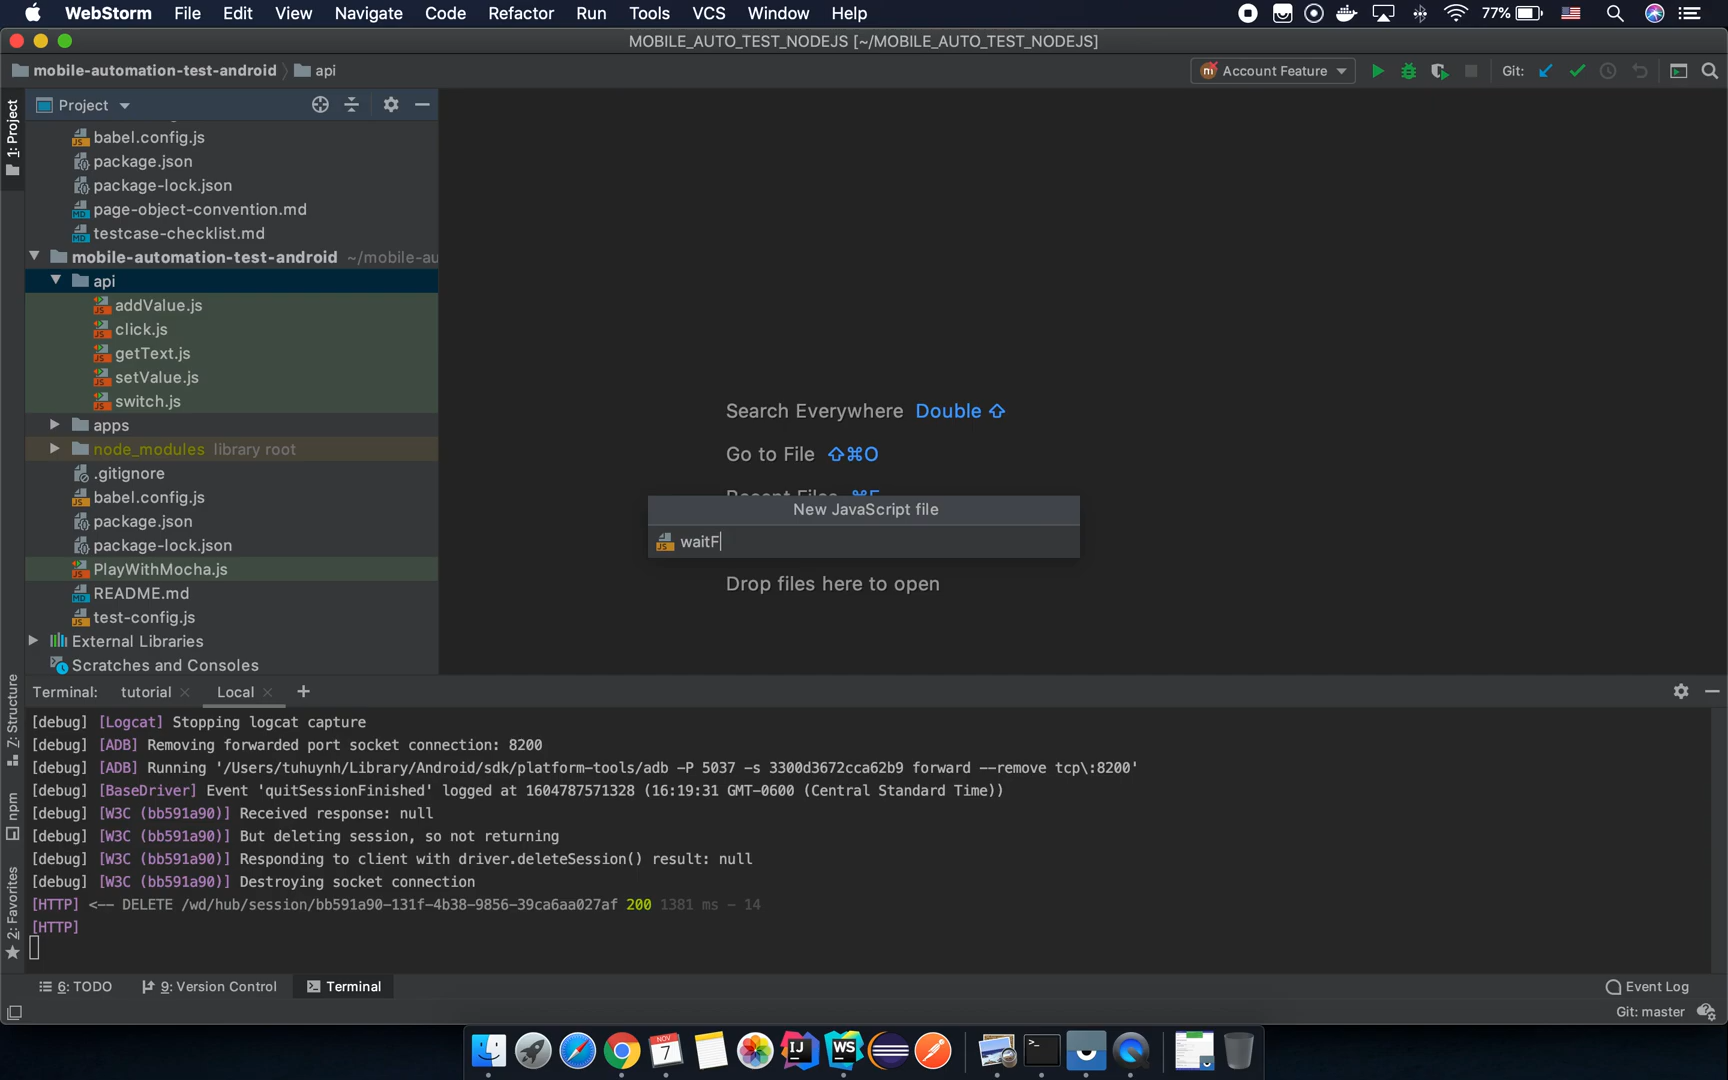 WebStorm File Edit View Navigate Code Refactor Run Tools VCS Window Help 77%
MOBILE_AUTO_TEST_NODEJS [~/MOBILE_AUTO_TEST_NODEJS]
mobile-automation-test-android api Account Feature Git:
Project
1: Project
babel.config.js
package.json
package-lock.json
page-object-convention.md
testcase-checklist.md
mobile-automation-test-android ~/mobile-au
api
addValue.js
click.js
getText.js
setValue.js
switch.js
apps
node_modules library root
.gitignore
babel.config.js
package.json
package-lock.json
PlayWithMocha.js
README.md
test-config.js
External Libraries
Scratches and Consoles
Search Everywhere Double ⇧
Go to File ⇧⌘O
Recent Files ⌘E
New JavaScript file
waitF
Drop files here to open
7: Structure
npm
2: Favorites
Terminal: tutorial Local
[debug] [Logcat] Stopping logcat capture
[debug] [ADB] Removing forwarded port socket connection: 8200
[debug] [ADB] Running '/Users/tuhuynh/Library/Android/sdk/platform-tools/adb -P 5037 -s 3300d3672cca62b9 forward --remove tcp\:8200'
[debug] [BaseDriver] Event 'quitSessionFinished' logged at 1604787571328 (16:19:31 GMT-0600 (Central Standard Time))
[debug] [W3C (bb591a90)] Received response: null
[debug] [W3C (bb591a90)] But deleting session, so not returning
[debug] [W3C (bb591a90)] Responding to client with driver.deleteSession() result: null
[debug] [W3C (bb591a90)] Destroying socket connection
[HTTP] <-- DELETE /wd/hub/session/bb591a90-131f-4b38-9856-39ca6aa027af 200 1381 ms - 14
[HTTP]
6: TODO 9: Version Control Terminal Event Log
Git: master
NOV 7 IJ WS